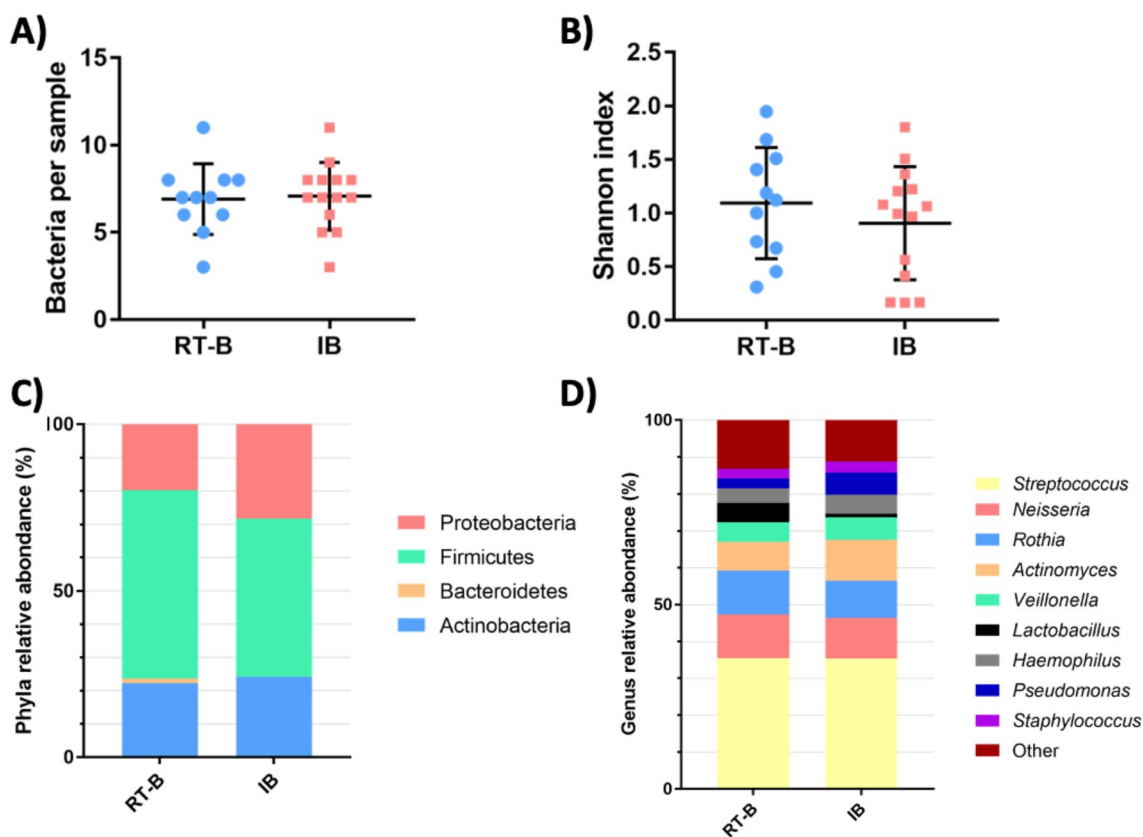 A)
Bacteria per sample
15
10
5
0
RT-B
IB
B)
Shannon index
2.5
2.0
1.5
1.0
0.5
0.0
RT-B
IB
C)
Phyla relative abundance (%)
100
50
0
RT-B
IB
Proteobacteria
Firmicutes
Bacteroidetes
Actinobacteria
D)
Genus relative abundance (%)
100
50
0
RT-B
IB
Streptococcus
Neisseria
Rothia
Actinomyces
Veillonella
Lactobacillus
Haemophilus
Pseudomonas
Staphylococcus
Other